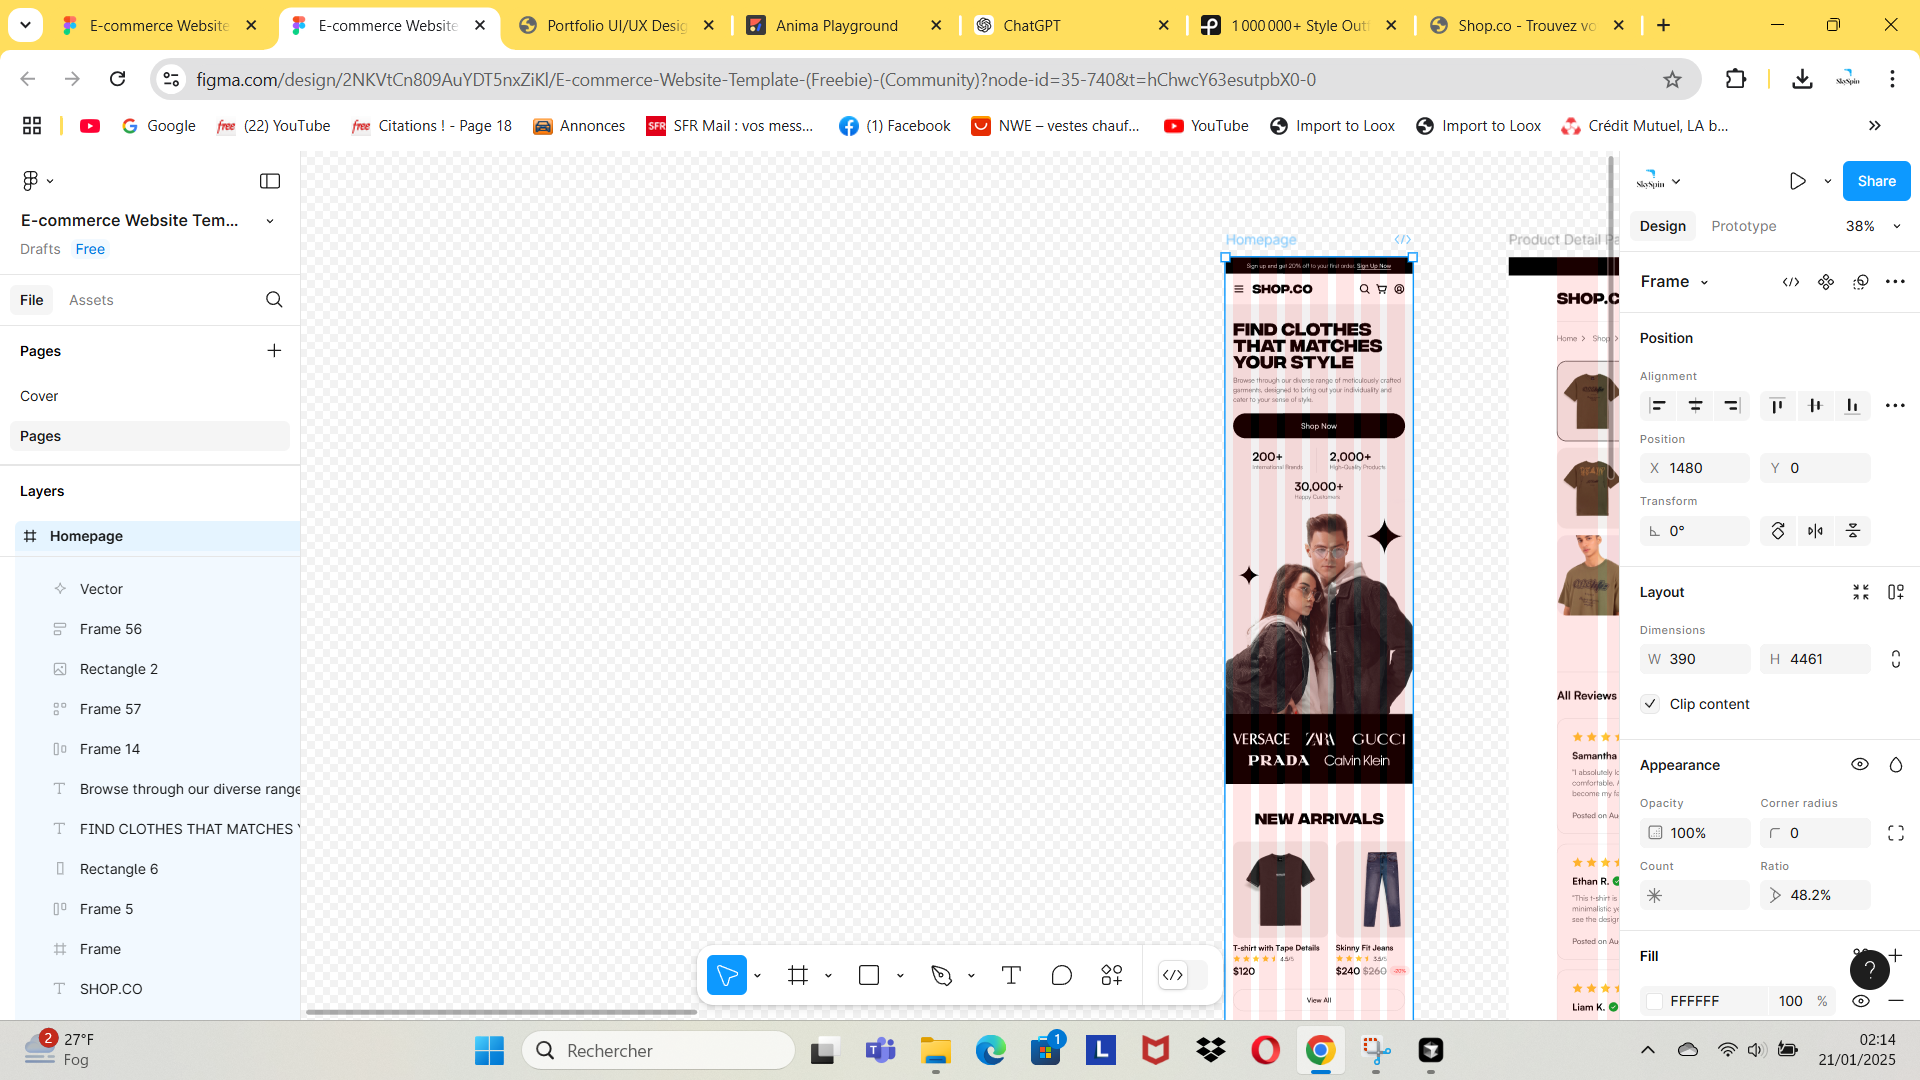 E-commerce Website
E-commerce Website
Portfolio UI/UX Desig
Anima Playground
ChatGPT
1 000 000+ Style Out
Shop.co - Trouvez vo
figma.com/design/2NKVtCn809AuYDT5nxZiKl/E-commerce-Website-Template-(Freebie)-(Community)?node-id=35-740&t=hChwcY63esutpbX0-0
SkySpin
Google
free (22) YouTube
free Citations ! - Page 18
Annonces
SFR SFR Mail : vos mess...
(1) Facebook
NWE – vestes chauf...
YouTube
Import to Loox
Import to Loox
Crédit Mutuel, LA b...
E-commerce Website Tem...
Drafts Free
File Assets
Pages
Cover
Pages
Layers
Homepage
Vector
Frame 56
Rectangle 2
Frame 57
Frame 14
Browse through our diverse range
FIND CLOTHES THAT MATCHES Y
Rectangle 6
Frame 5
Frame
SHOP.CO
Homepage
Sign up and get 20% off to your first order. Sign Up Now
SHOP.CO
FIND CLOTHES
THAT MATCHES
YOUR STYLE
Browse through our diverse range of meticulously crafted
garments, designed to bring out your individuality and
cater to your sense of style.
Shop Now
200+ 2,000+
International Brands High-Quality Products
30,000+
Happy Customers
VERSACE ZARA GUCCI
PRADA Calvin Klein
NEW ARRIVALS
T-shirt with Tape Details Skinny Fit Jeans
4.5/5 3.5/5
$120 $240 $260 -20%
View All
Product Detail Pa
SHOP.C
Home > Shop >
All Reviews
Samantha
"I absolutely lo
comfortable. A
become my fa
Posted on Au
Ethan R.
"This t-shirt is
minimalistic ye
see the design
Posted on Au
Liam K.
SkySpin
Share
Design Prototype 38%
Frame
Position
Alignment
Position
X 1480 Y 0
Transform
0°
Layout
Dimensions
W 390 H 4461
Clip content
Appearance
Opacity Corner radius
100% 0
Count Ratio
48.2%
Fill
?
FFFFFF 100 %
2
27°F
Fog
Rechercher
1
L
02:14
21/01/2025